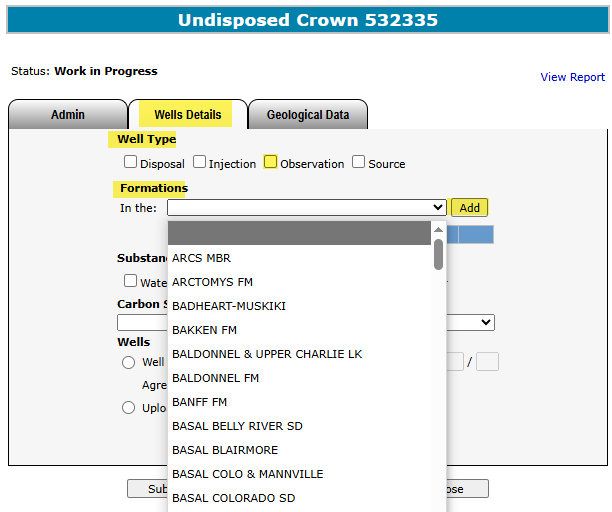 Undisposed Crown 532335
Status: Work in Progress
View Report
Admin
Wells Details
Geological Data
Well Type
Disposal
Injection
Observation
Source
Formations
In the:
Add
ARCS MBR
ARCTOMYS FM
BADHEART-MUSKIKI
BAKKEN FM
BALDONNEL & UPPER CHARLIE LK
BALDONNEL FM
BANFF FM
BASAL BELLY RIVER SD
BASAL BLAIRMORE
BASAL COLO & MANNVILLE
BASAL COLORADO SD
Substan
Wate
Carbon S
Wells
Well
/
Agre
Uplo
Sub
ose